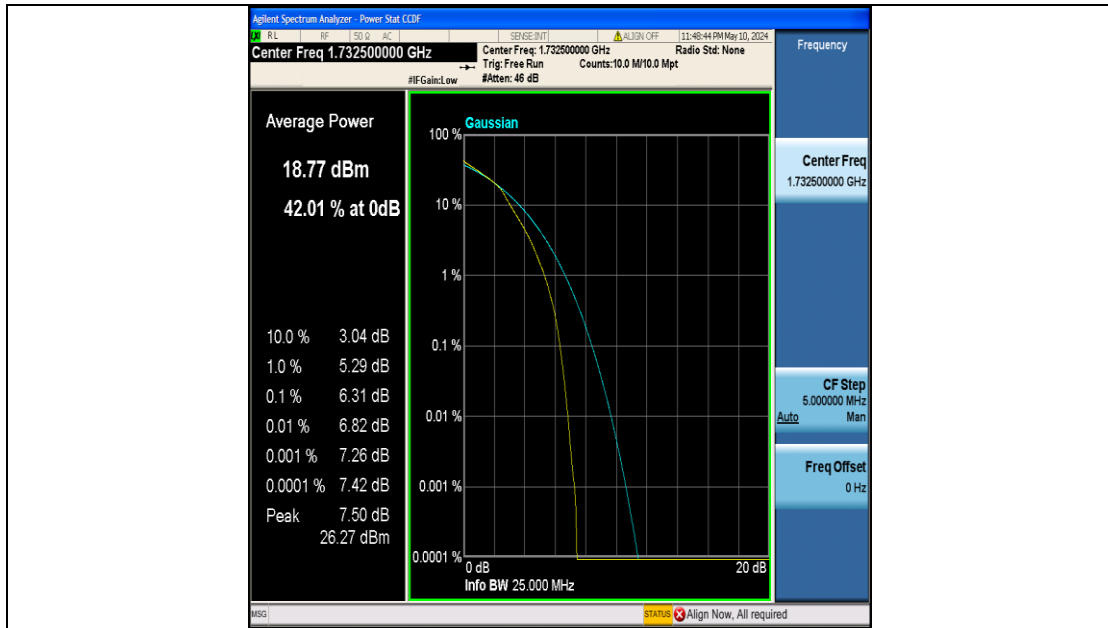 Agilent Spectrum Analyzer - Power Stat CCDF
RL RF 50 Ω AC SENSE:INT ALIGN OFF 11:48:44 PM May 10, 2024
Center Freq 1.732500000 GHz
Center Freq: 1.732500000 GHz Radio Std: None
Trig: Free Run Counts:10.0 M/10.0 Mpt
#IFGain:Low #Atten: 46 dB
Frequency
Average Power
18.77 dBm
42.01 % at 0dB
10.0 % 3.04 dB
1.0 % 5.29 dB
0.1 % 6.31 dB
0.01 % 6.82 dB
0.001 % 7.26 dB
0.0001 % 7.42 dB
Peak 7.50 dB
26.27 dBm
Gaussian
100 %
10 %
1 %
0.1 %
0.01 %
0.001 %
0.0001 %
0 dB 20 dB
Info BW 25.000 MHz
Center Freq
1.732500000 GHz
CF Step
5.000000 MHz
Auto Man
Freq Offset
0 Hz
MSG STATUS Align Now, All required